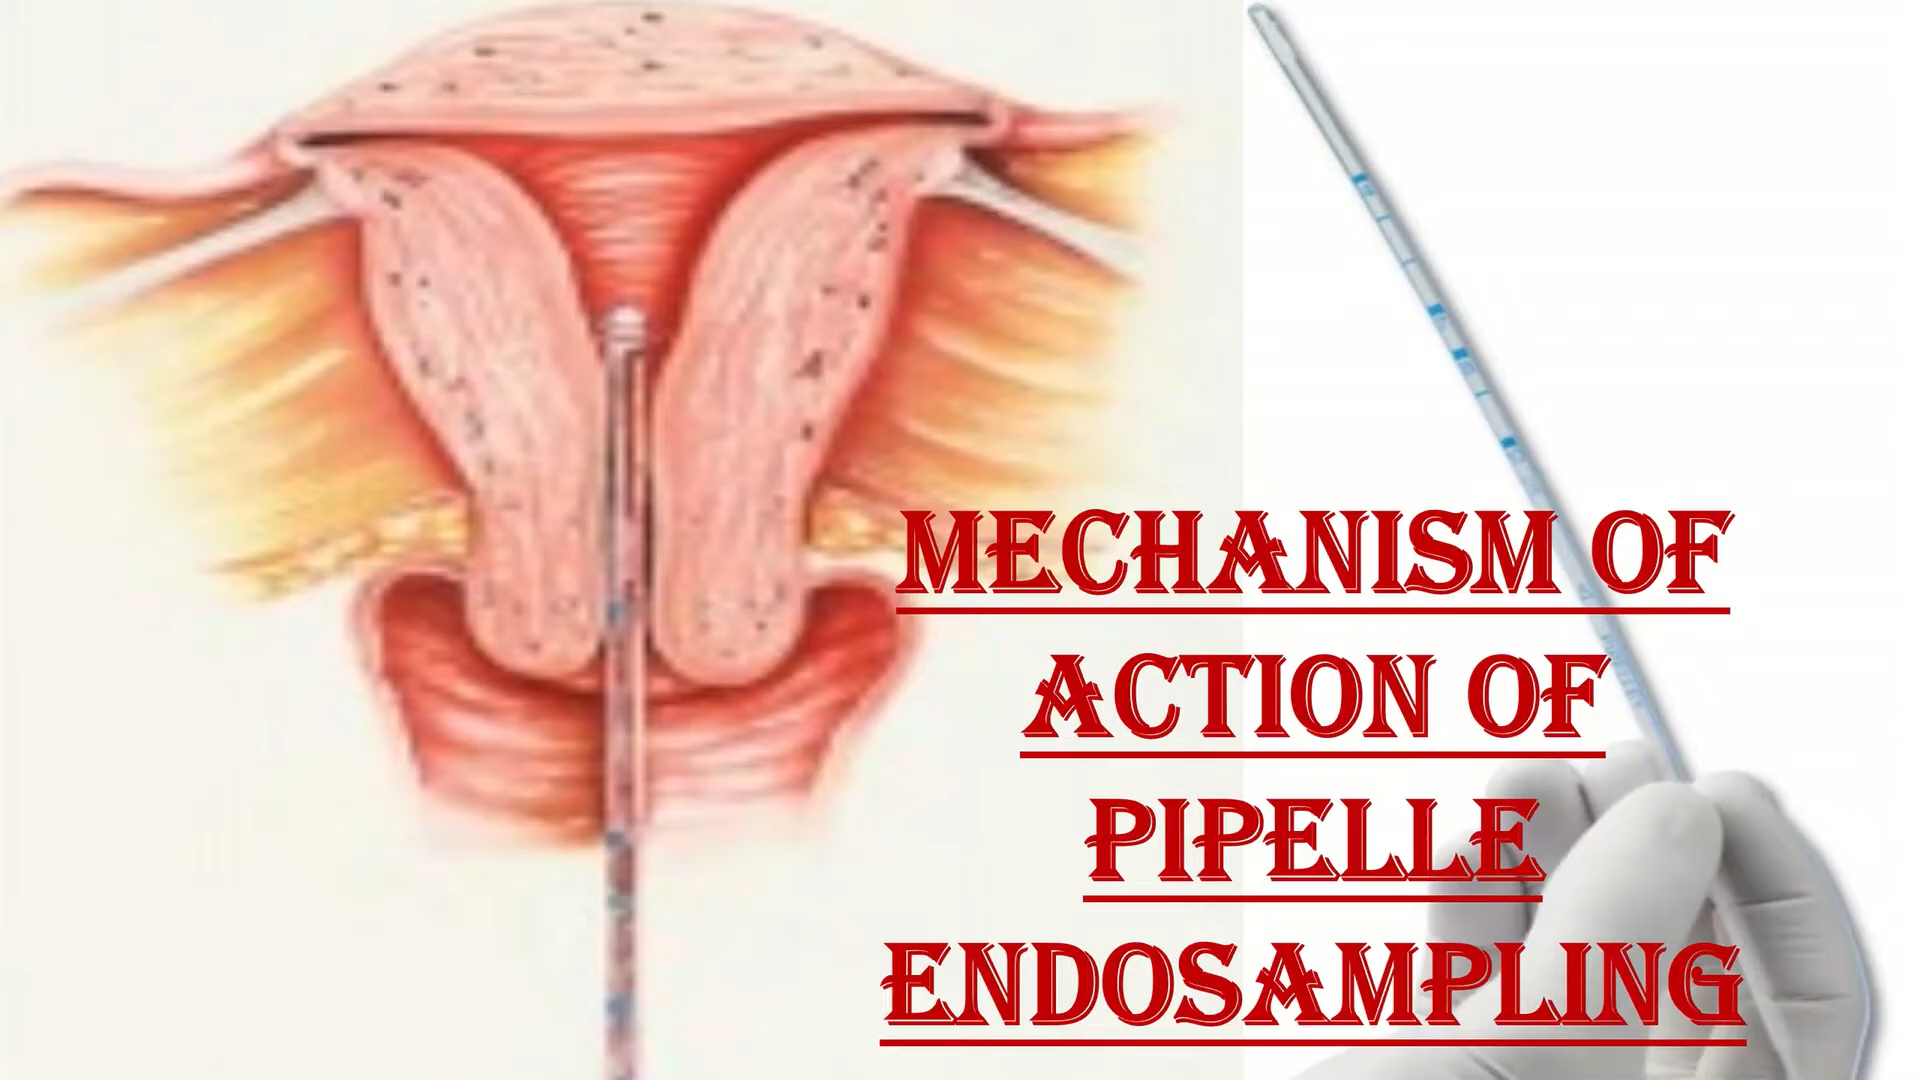 MECHANISM OF
ACTION OF
PIPELLE
ENDOSAMPLING